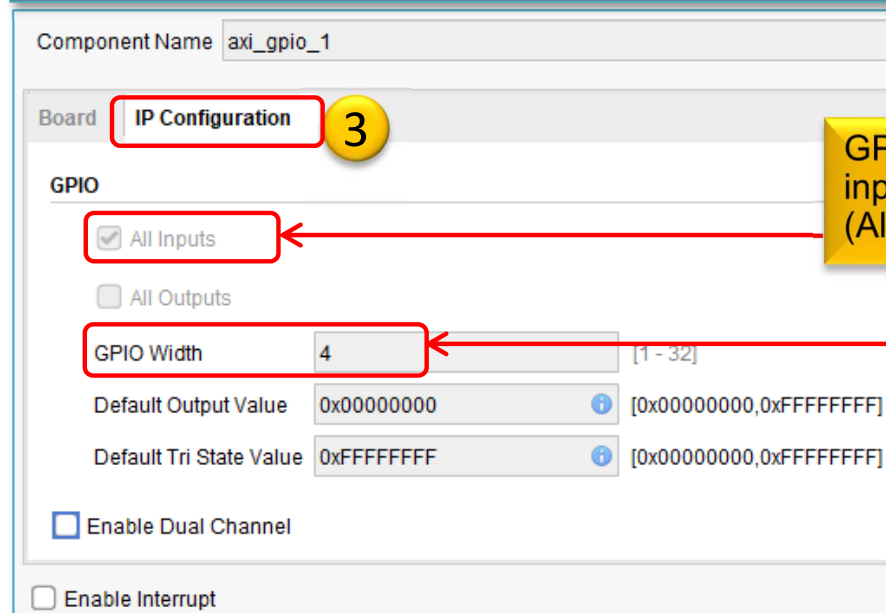 Component Name axi_gpio_1
Board IP Configuration
3
GPIO
All Inputs
All Outputs
GPIO Width 4 [1 - 32]
Default Output Value 0x00000000 [0x00000000,0xFFFFFFFF]
Default Tri State Value 0xFFFFFFFF [0x00000000,0xFFFFFFFF]
Enable Dual Channel
Enable Interrupt